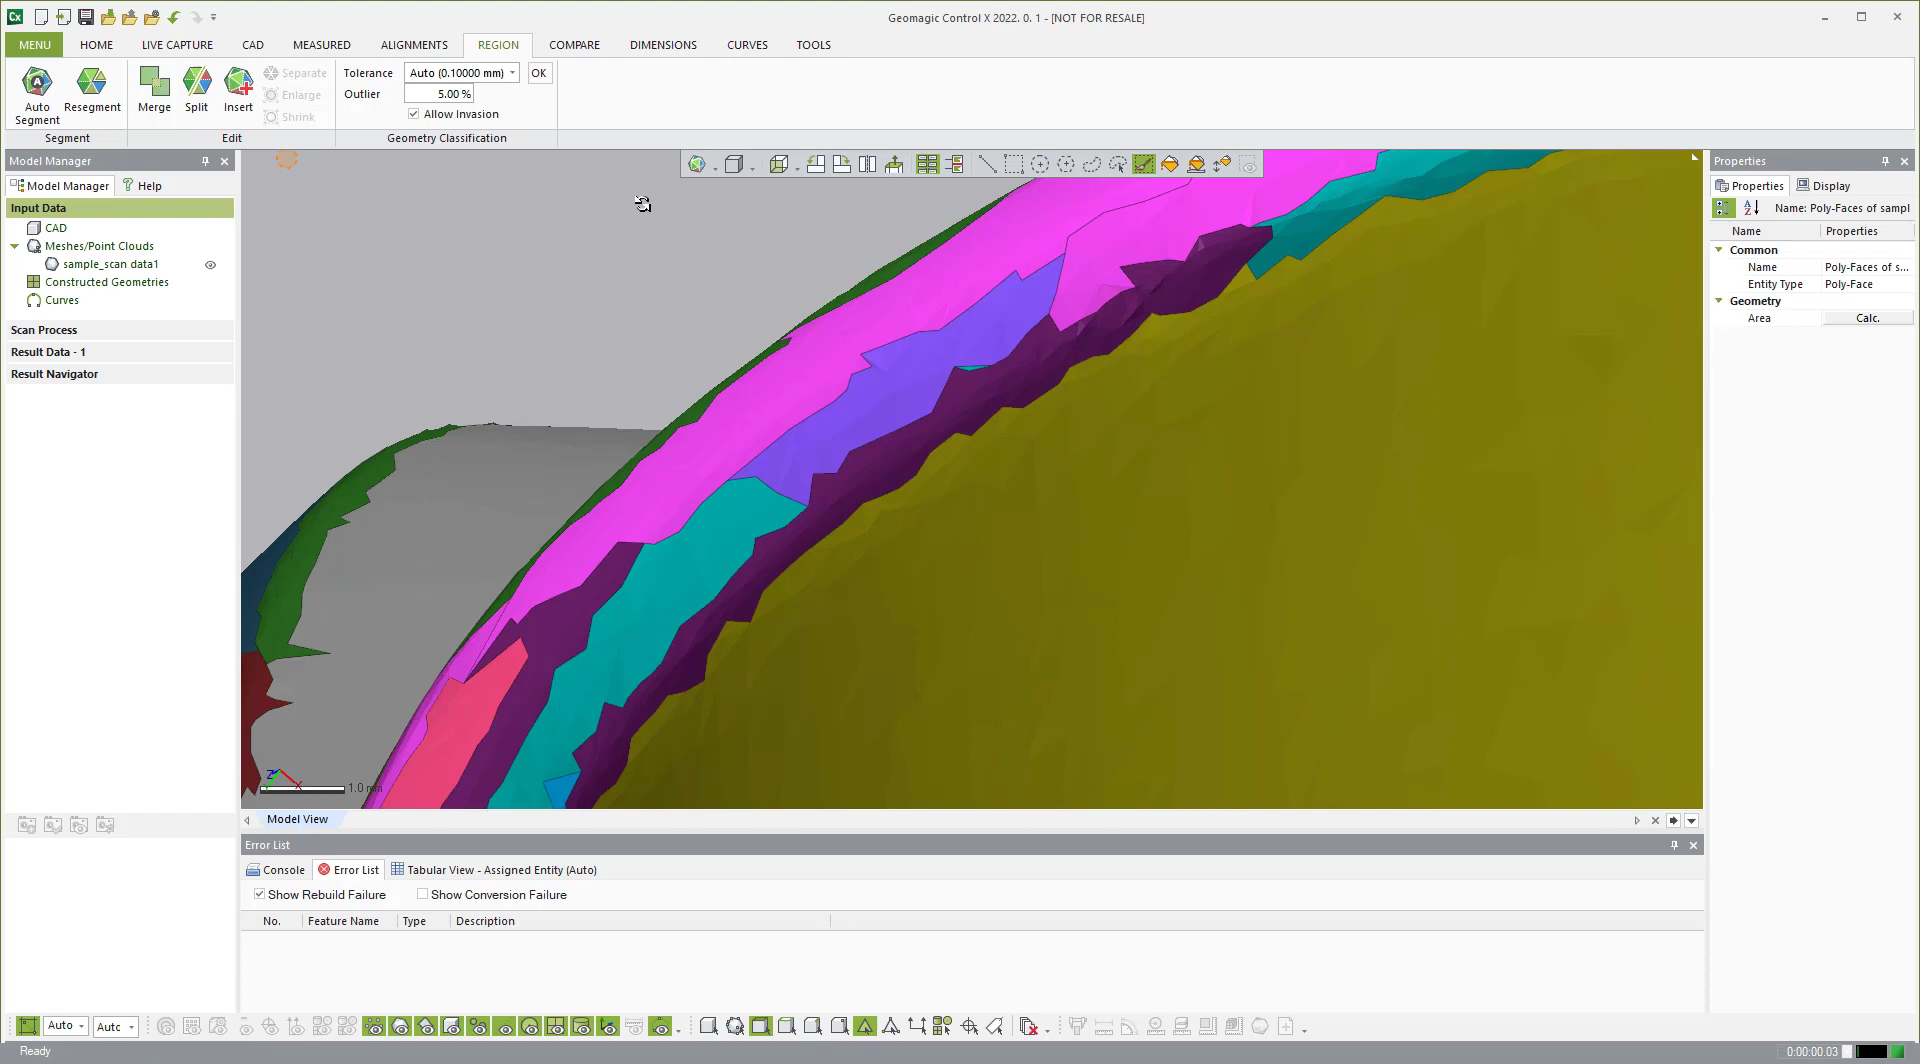 Geomagic Control X 2022. 0. 1 - [NOT FOR RESALE]
MENU HOME LIVE CAPTURE CAD MEASURED ALIGNMENTS REGION COMPARE DIMENSIONS CURVES TOOLS
Auto Segment
Resegment
Merge
Split
Insert
Separate
Enlarge
Shrink
Tolerance Auto (0.10000 mm) OK
Outlier 5.00 %
Allow Invasion
Segment Edit Geometry Classification
Model Manager
Model Manager Help
Input Data
CAD
Meshes/Point Clouds
sample_scan data1
Constructed Geometries
Curves
Scan Process
Result Data - 1
Result Navigator
Z
X
1.0 mm
Model View
Error List
Console Error List Tabular View - Assigned Entity (Auto)
Show Rebuild Failure Show Conversion Failure
No. Feature Name Type Description
Properties
Properties Display
Name: Poly-Faces of sampl
Name Properties
Common
Name Poly-Faces of s...
Entity Type Poly-Face
Geometry
Area Calc.
Auto Auto
Ready
0:00:00.03